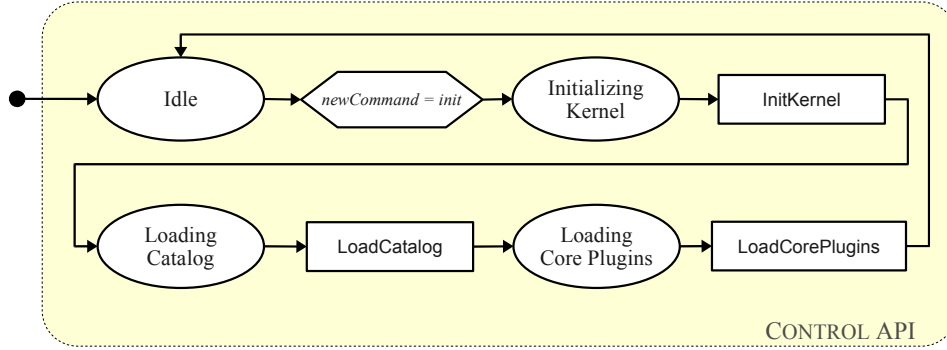 Idle
newCommand = init
Initializing
Kernel
InitKernel
Loading
Catalog
LoadCatalog
Loading
Core Plugins
LoadCorePlugins
CONTROL API